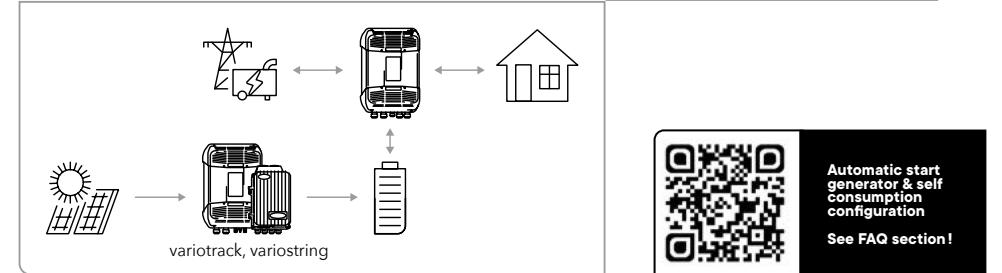 variotrack, variostring
Automatic start
generator & self
consumption
configuration
See FAQ section!